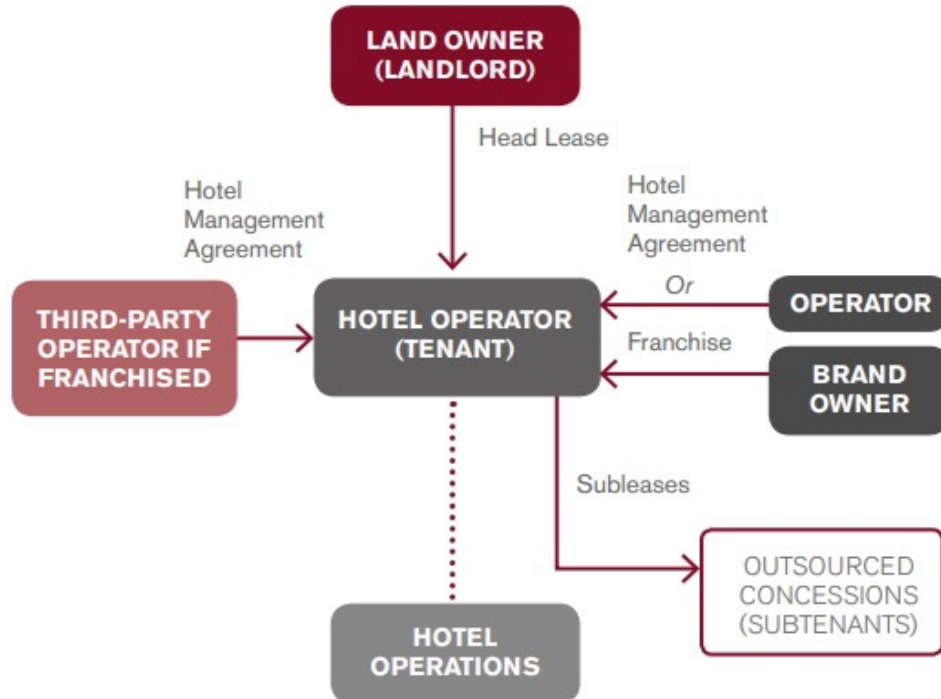 LAND OWNER
(LANDLORD)
Head Lease
Hotel
Management
Agreement
Hotel
Management
Agreement
Or
THIRD-PARTY
OPERATOR IF
FRANCHISED
HOTEL OPERATOR
(TENANT)
OPERATOR
Franchise
BRAND
OWNER
Subleases
OUTSOURCED
CONCESSIONS
(SUBTENANTS)
HOTEL
OPERATIONS